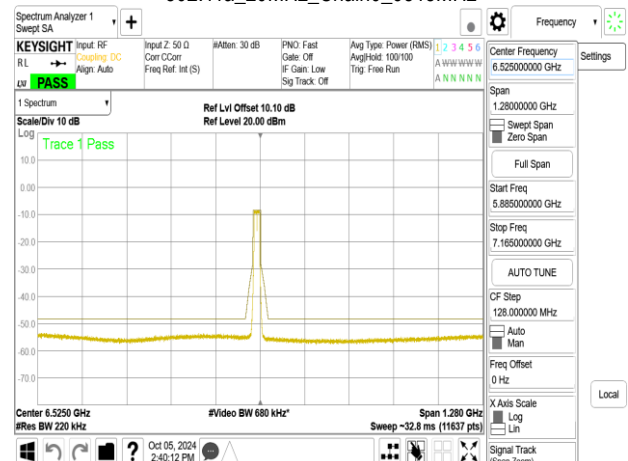 Spectrum Analyzer 1
Swept SA
Frequency
KEYSIGHT
RL
PASS
Input: RF
Coupling: DC
Align: Auto
Input Z: 50 Ω
Corr CCorr
Freq Ref: Int (S)
#Atten: 30 dB
PNO: Fast
Gate: Off
IF Gain: Low
Sig Track: Off
Avg Type: Power (RMS)
Avg|Hold: 100/100
Trig: Free Run
1 2 3 4 5 6
A W W W W W
A N N N N N
1 Spectrum
Scale/Div 10 dB
Log
Ref Lvl Offset 10.10 dB
Ref Level 20.00 dBm
Trace 1 Pass
10.0
0.00
-10.0
-20.0
-30.0
-40.0
-50.0
-60.0
-70.0
Center 6.5250 GHz
#Res BW 220 kHz
#Video BW 680 kHz*
Span 1.280 GHz
Sweep ~32.8 ms (11637 pts)
Oct 05, 2024
2:40:12 PM
Center Frequency
6.525000000 GHz
Settings
Span
1.28000000 GHz
Swept Span
Zero Span
Full Span
Start Freq
5.885000000 GHz
Stop Freq
7.165000000 GHz
AUTO TUNE
CF Step
128.000000 MHz
Auto
Man
Freq Offset
0 Hz
X Axis Scale
Log
Lin
Local
Signal Track
(Span Zoom)